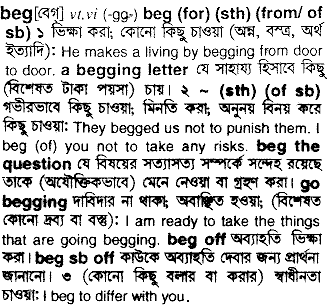 beg[বেগ্] vt,vi (-gg-) beg (for) (sth) (from/ of
sb) ১ ভিক্ষা করা; কোনো কিছু চাওয়া (অন্ন, বস্ত্র, অর্থ
ইত্যাদি): He makes a living by begging from door
to door. a begging letter যে সাহায্য হিসাবে কিছু
(বিশেষত টাকা পয়সা) চায়। ২ ~ (sth) (of sb)
গভীরভাবে কিছু চাওয়া; মিনতি করা; অনুনয় বিনয় করে
কিছু চাওয়া: They begged us not to punish them. I
beg (of) you not to take any risks. beg the
question যে বিষয়ের সত্যাসত্য সম্পর্কে সন্দেহ রয়েছে
তাকে (অযৌক্তিকভাবে) মেনে নেওয়া বা গ্রহণ করা। go
begging দাবিদার না থাকা; অবাঞ্ছিত হওয়া; (বিশেষত
কোনো দ্রব্য বা বস্তু): I am ready to take the things
that are going begging. beg off অব্যাহতি ভিক্ষা
করা। beg sb off কাউকে অব্যাহতি দেবার জন্য প্রার্থনা
জানানো। ৩ (কোনো কিছু বলার বা করার) স্বাধীনতা
চাওয়া: I beg to differ with you.